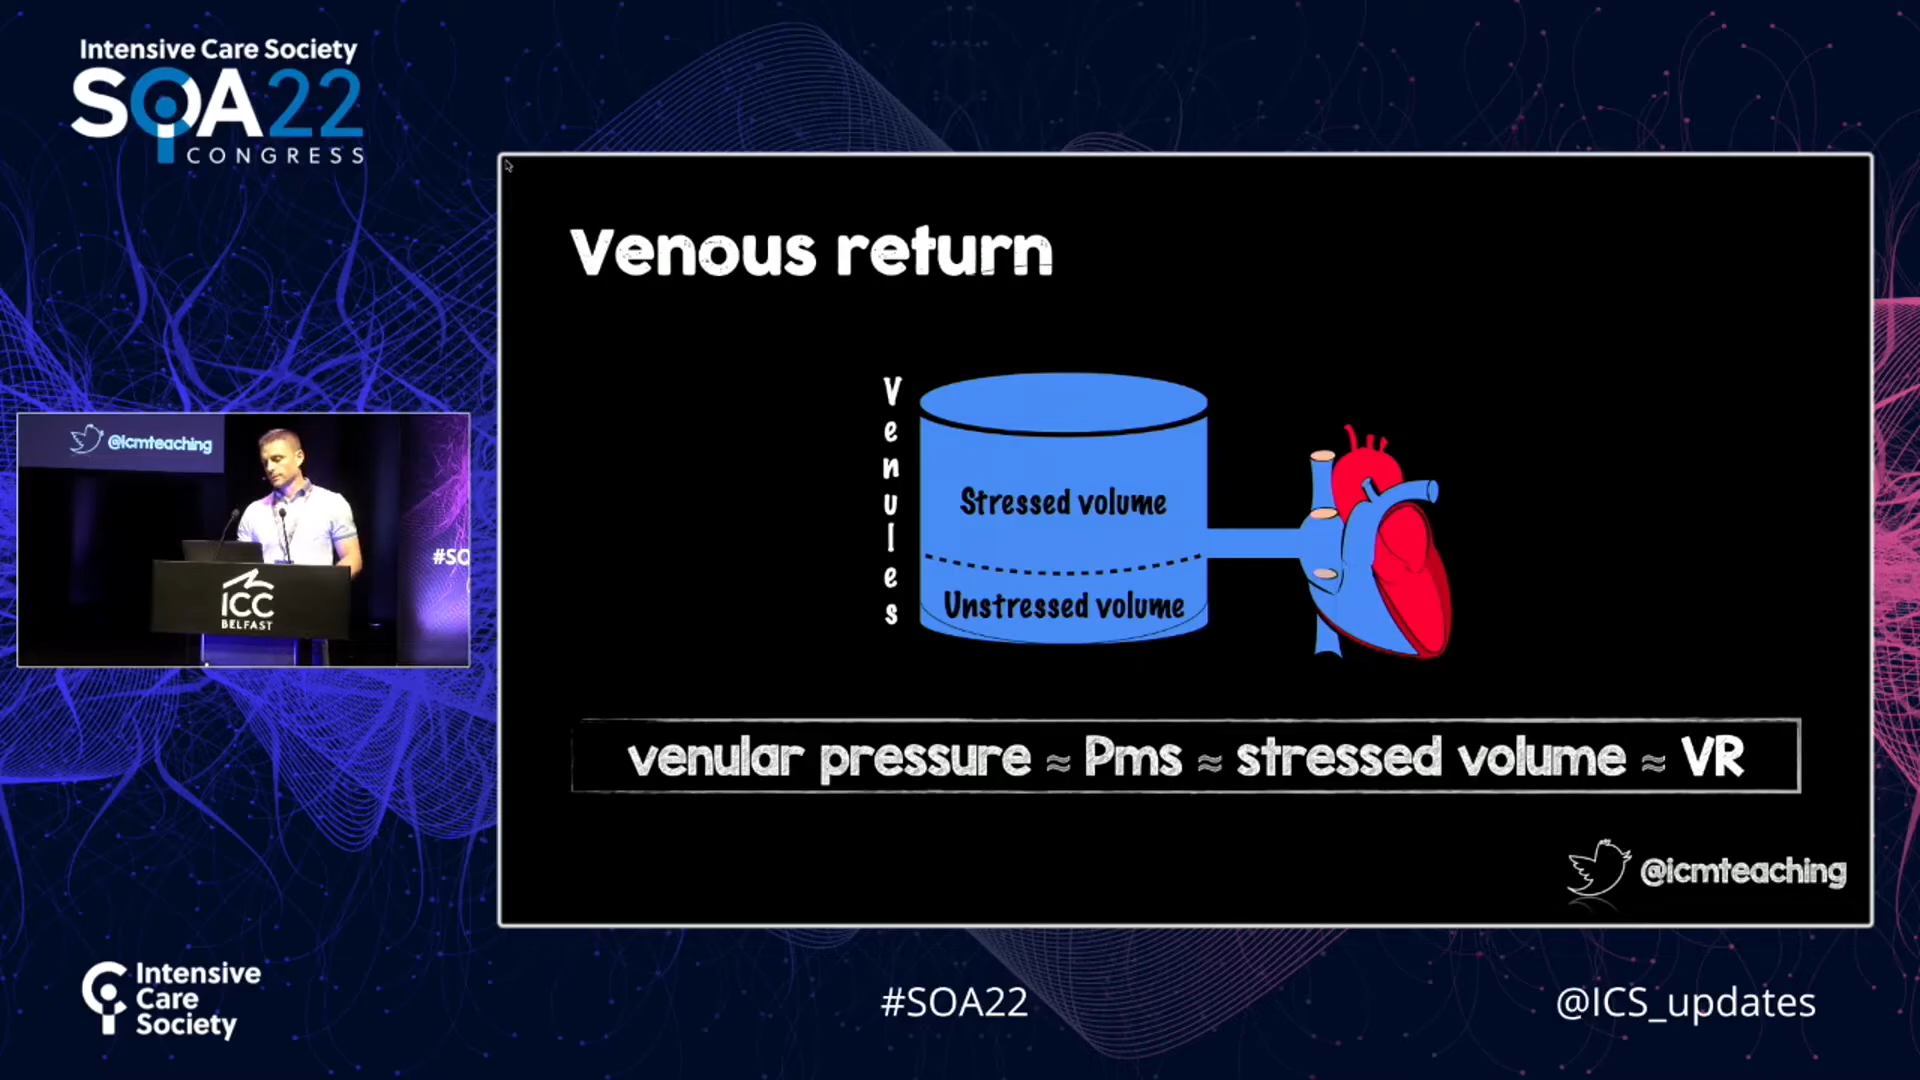 Intensive Care Society
SOA22
CONGRESS
@icmteaching
#SO
ICC
BELFAST
Venous return
Venules
Stressed volume
Unstressed volume
venular pressure ≈ Pms ≈ stressed volume ≈ VR
@icmteaching
Intensive
Care
Society
#SOA22
@ICS_updates